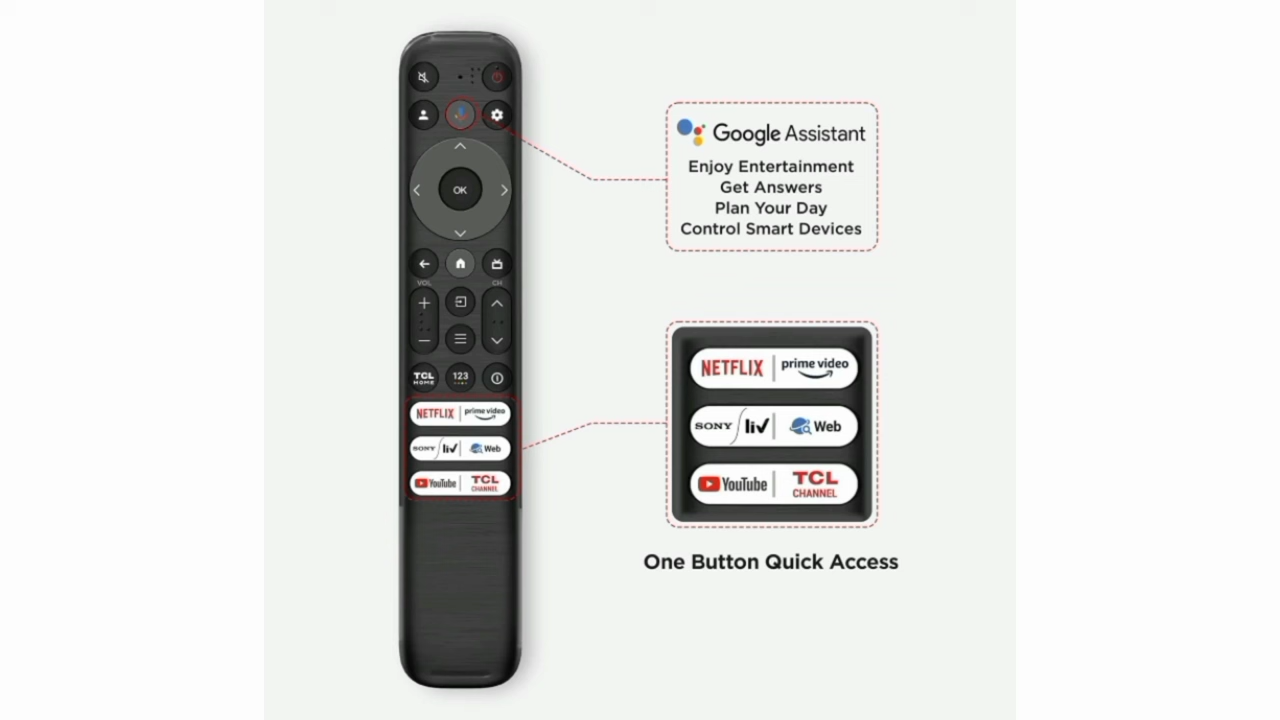 OK
VOL
CH
TCL
HOME
123
NETFLIX prime video
SONY liv Web
YouTube TCL
CHANNEL
Google Assistant
Enjoy Entertainment
Get Answers
Plan Your Day
Control Smart Devices
NETFLIX prime video
SONY liv Web
YouTube TCL
CHANNEL
One Button Quick Access